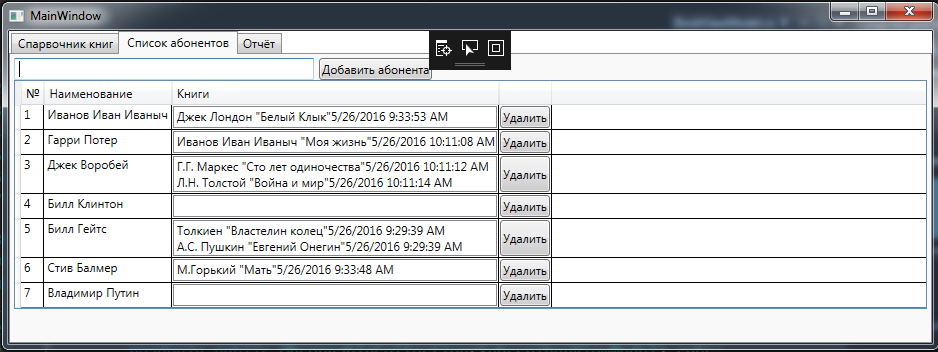 MainWindow
Спарвочник книг Список абонентов Отчёт
Добавить абонента
№ Наименование Книги
1 Иванов Иван Иваныч Джек Лондон "Белый Клык"5/26/2016 9:33:53 AM Удалить
2 Гарри Потер Иванов Иван Иваныч "Моя жизнь"5/26/2016 10:11:08 AM Удалить
3 Джек Воробей Г.Г. Маркес "Сто лет одиночества"5/26/2016 10:11:12 AM Удалить
Л.Н. Толстой "Война и мир"5/26/2016 10:11:14 AM
4 Билл Клинтон Удалить
5 Билл Гейтс Толкиен "Властелин колец"5/26/2016 9:29:39 AM Удалить
А.С. Пушкин "Евгений Онегин"5/26/2016 9:29:39 AM
6 Стив Балмер М.Горький "Мать"5/26/2016 9:33:48 AM Удалить
7 Владимир Путин Удалить